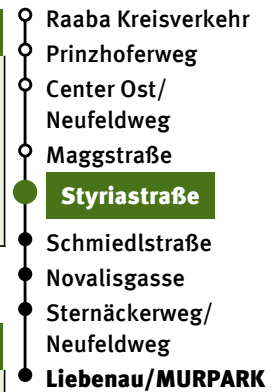 Raaba Kreisverkehr
Prinzhoferweg
Center Ost/
Neufeldweg
Maggstraße
Styriastraße
Schmiedlstraße
Novalisgasse
Sternäckerweg/
Neufeldweg
Liebenau/MURPARK